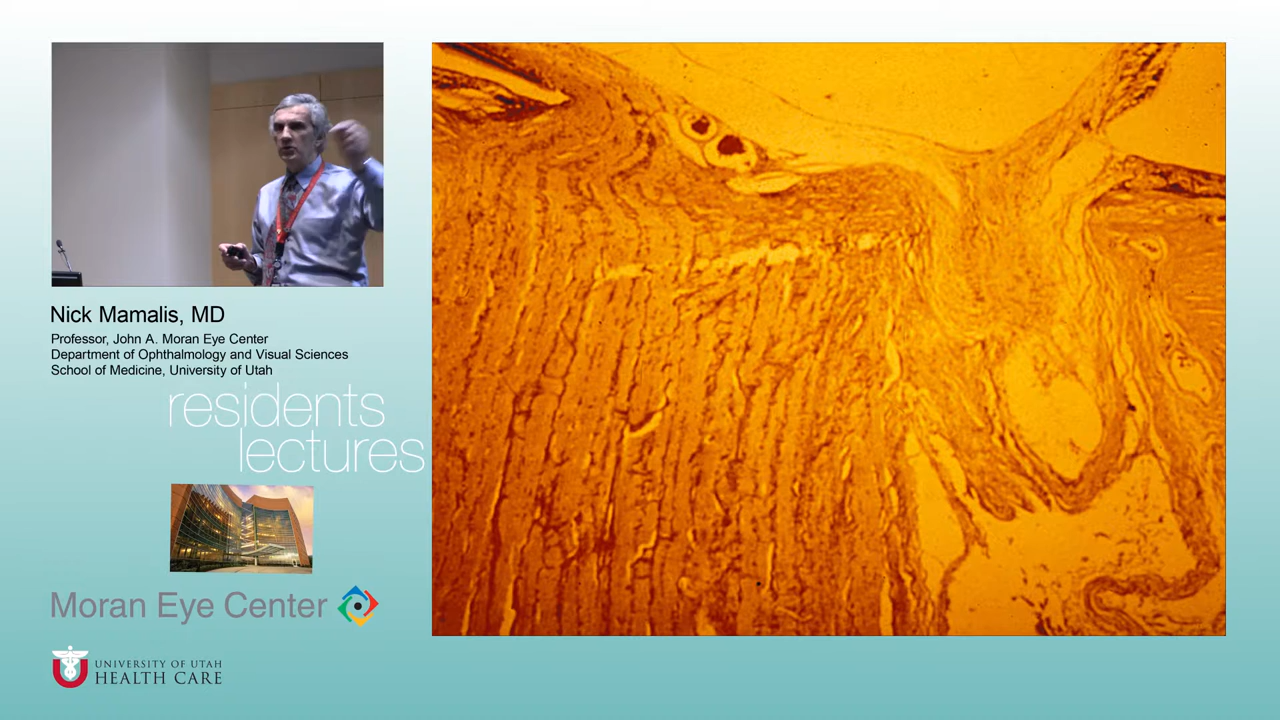 Nick Mamalis, MD
Professor, John A. Moran Eye Center
Department of Ophthalmology and Visual Sciences
School of Medicine, University of Utah
residents
lectures
Moran Eye Center
UNIVERSITY OF UTAH
HEALTH CARE